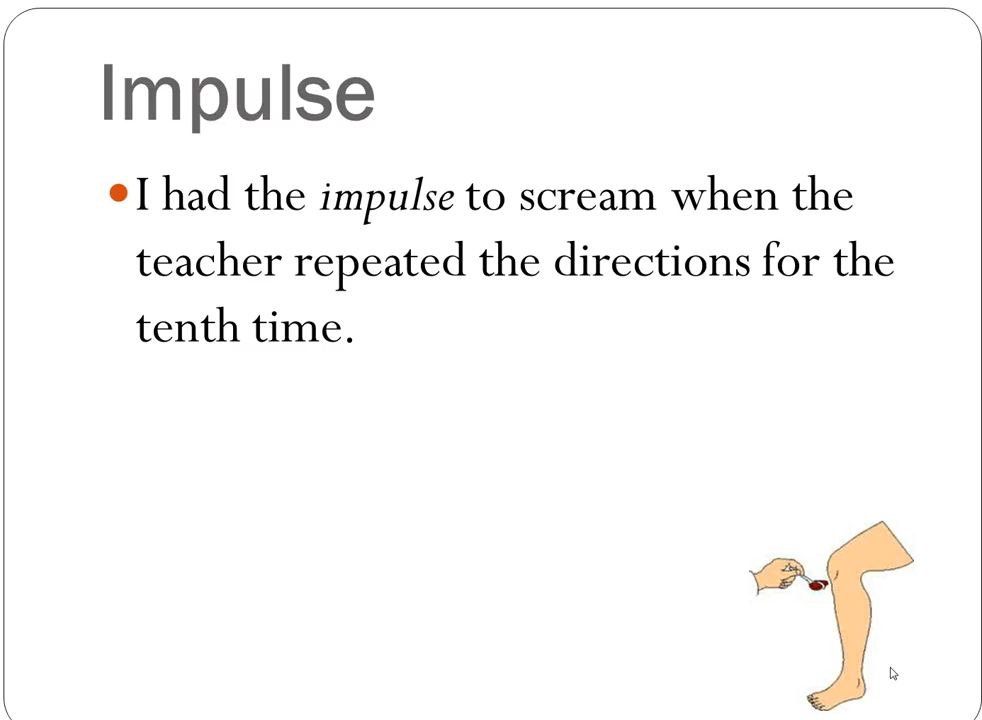 Impulse
I had the impulse to scream when the
teacher repeated the directions for the
tenth time.